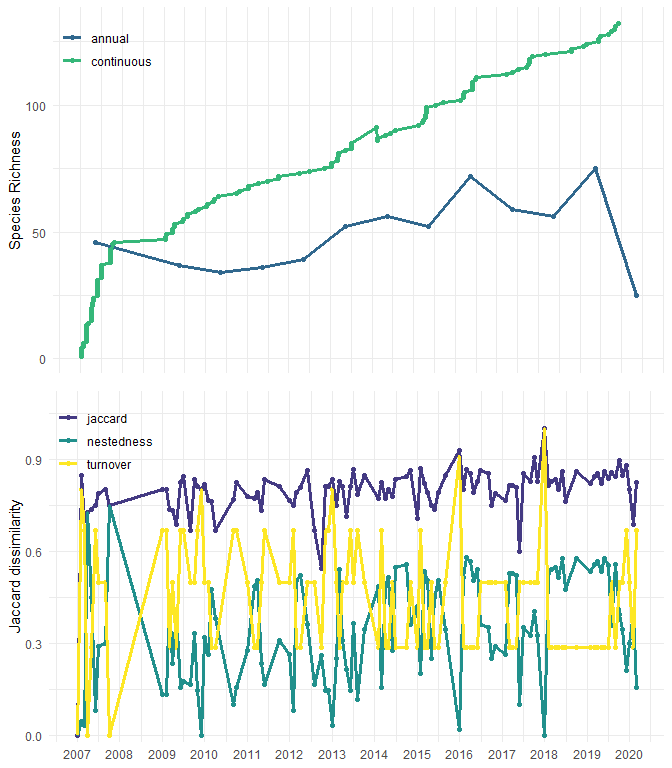 annual
continuous
100
50
0
Species Richness
jaccard
nestedness
turnover
0.9
0.6
0.3
0.0
Jaccard dissimilarity
2007 2008 2009 2010 2011 2012 2013 2014 2015 2016 2017 2018 2019 2020